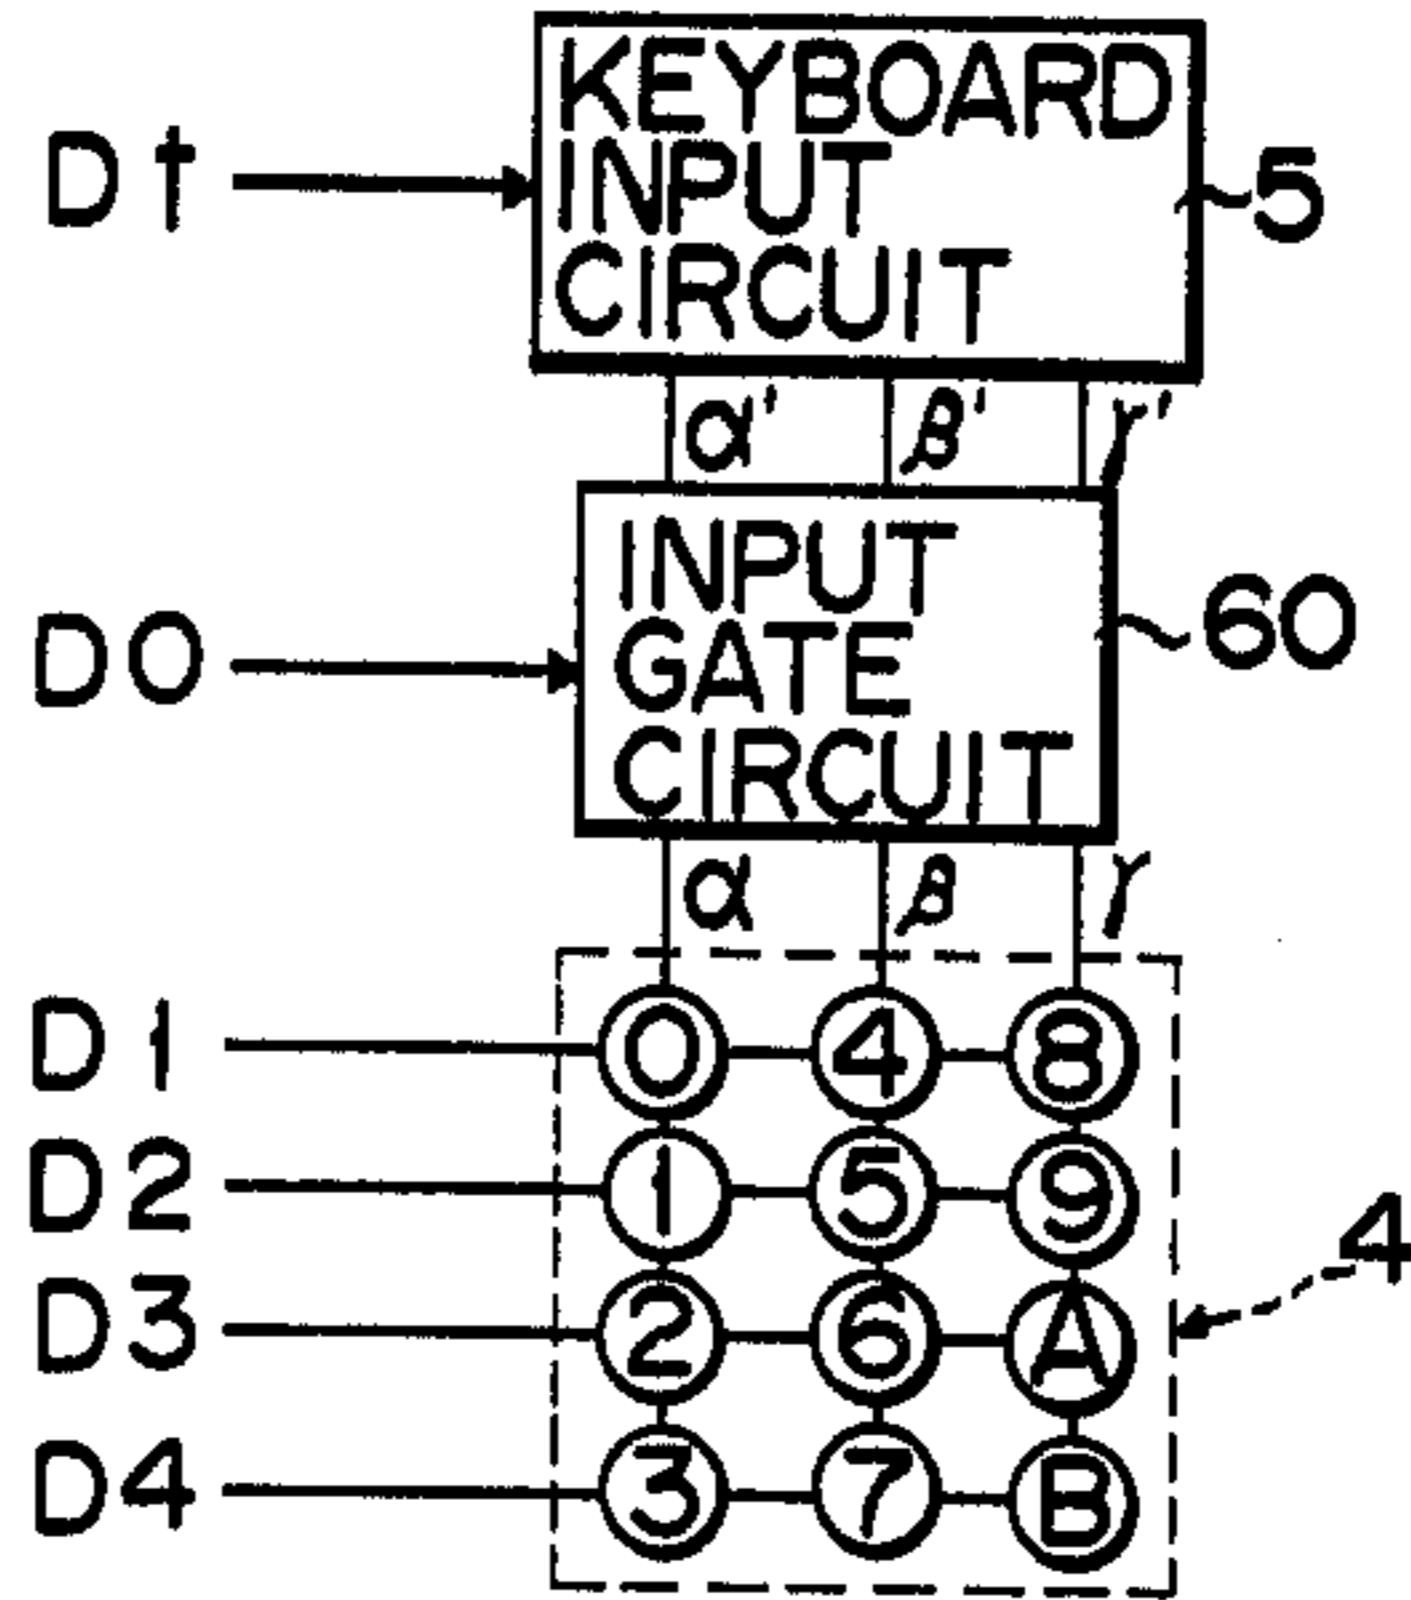 KEYBOARD
INPUT
CIRCUIT
Dt
5
α' β' γ'
INPUT
GATE
CIRCUIT
D0
60
α β γ
D1 0 4 8
D2 1 5 9
D3 2 6 A
4
D4 3 7 B